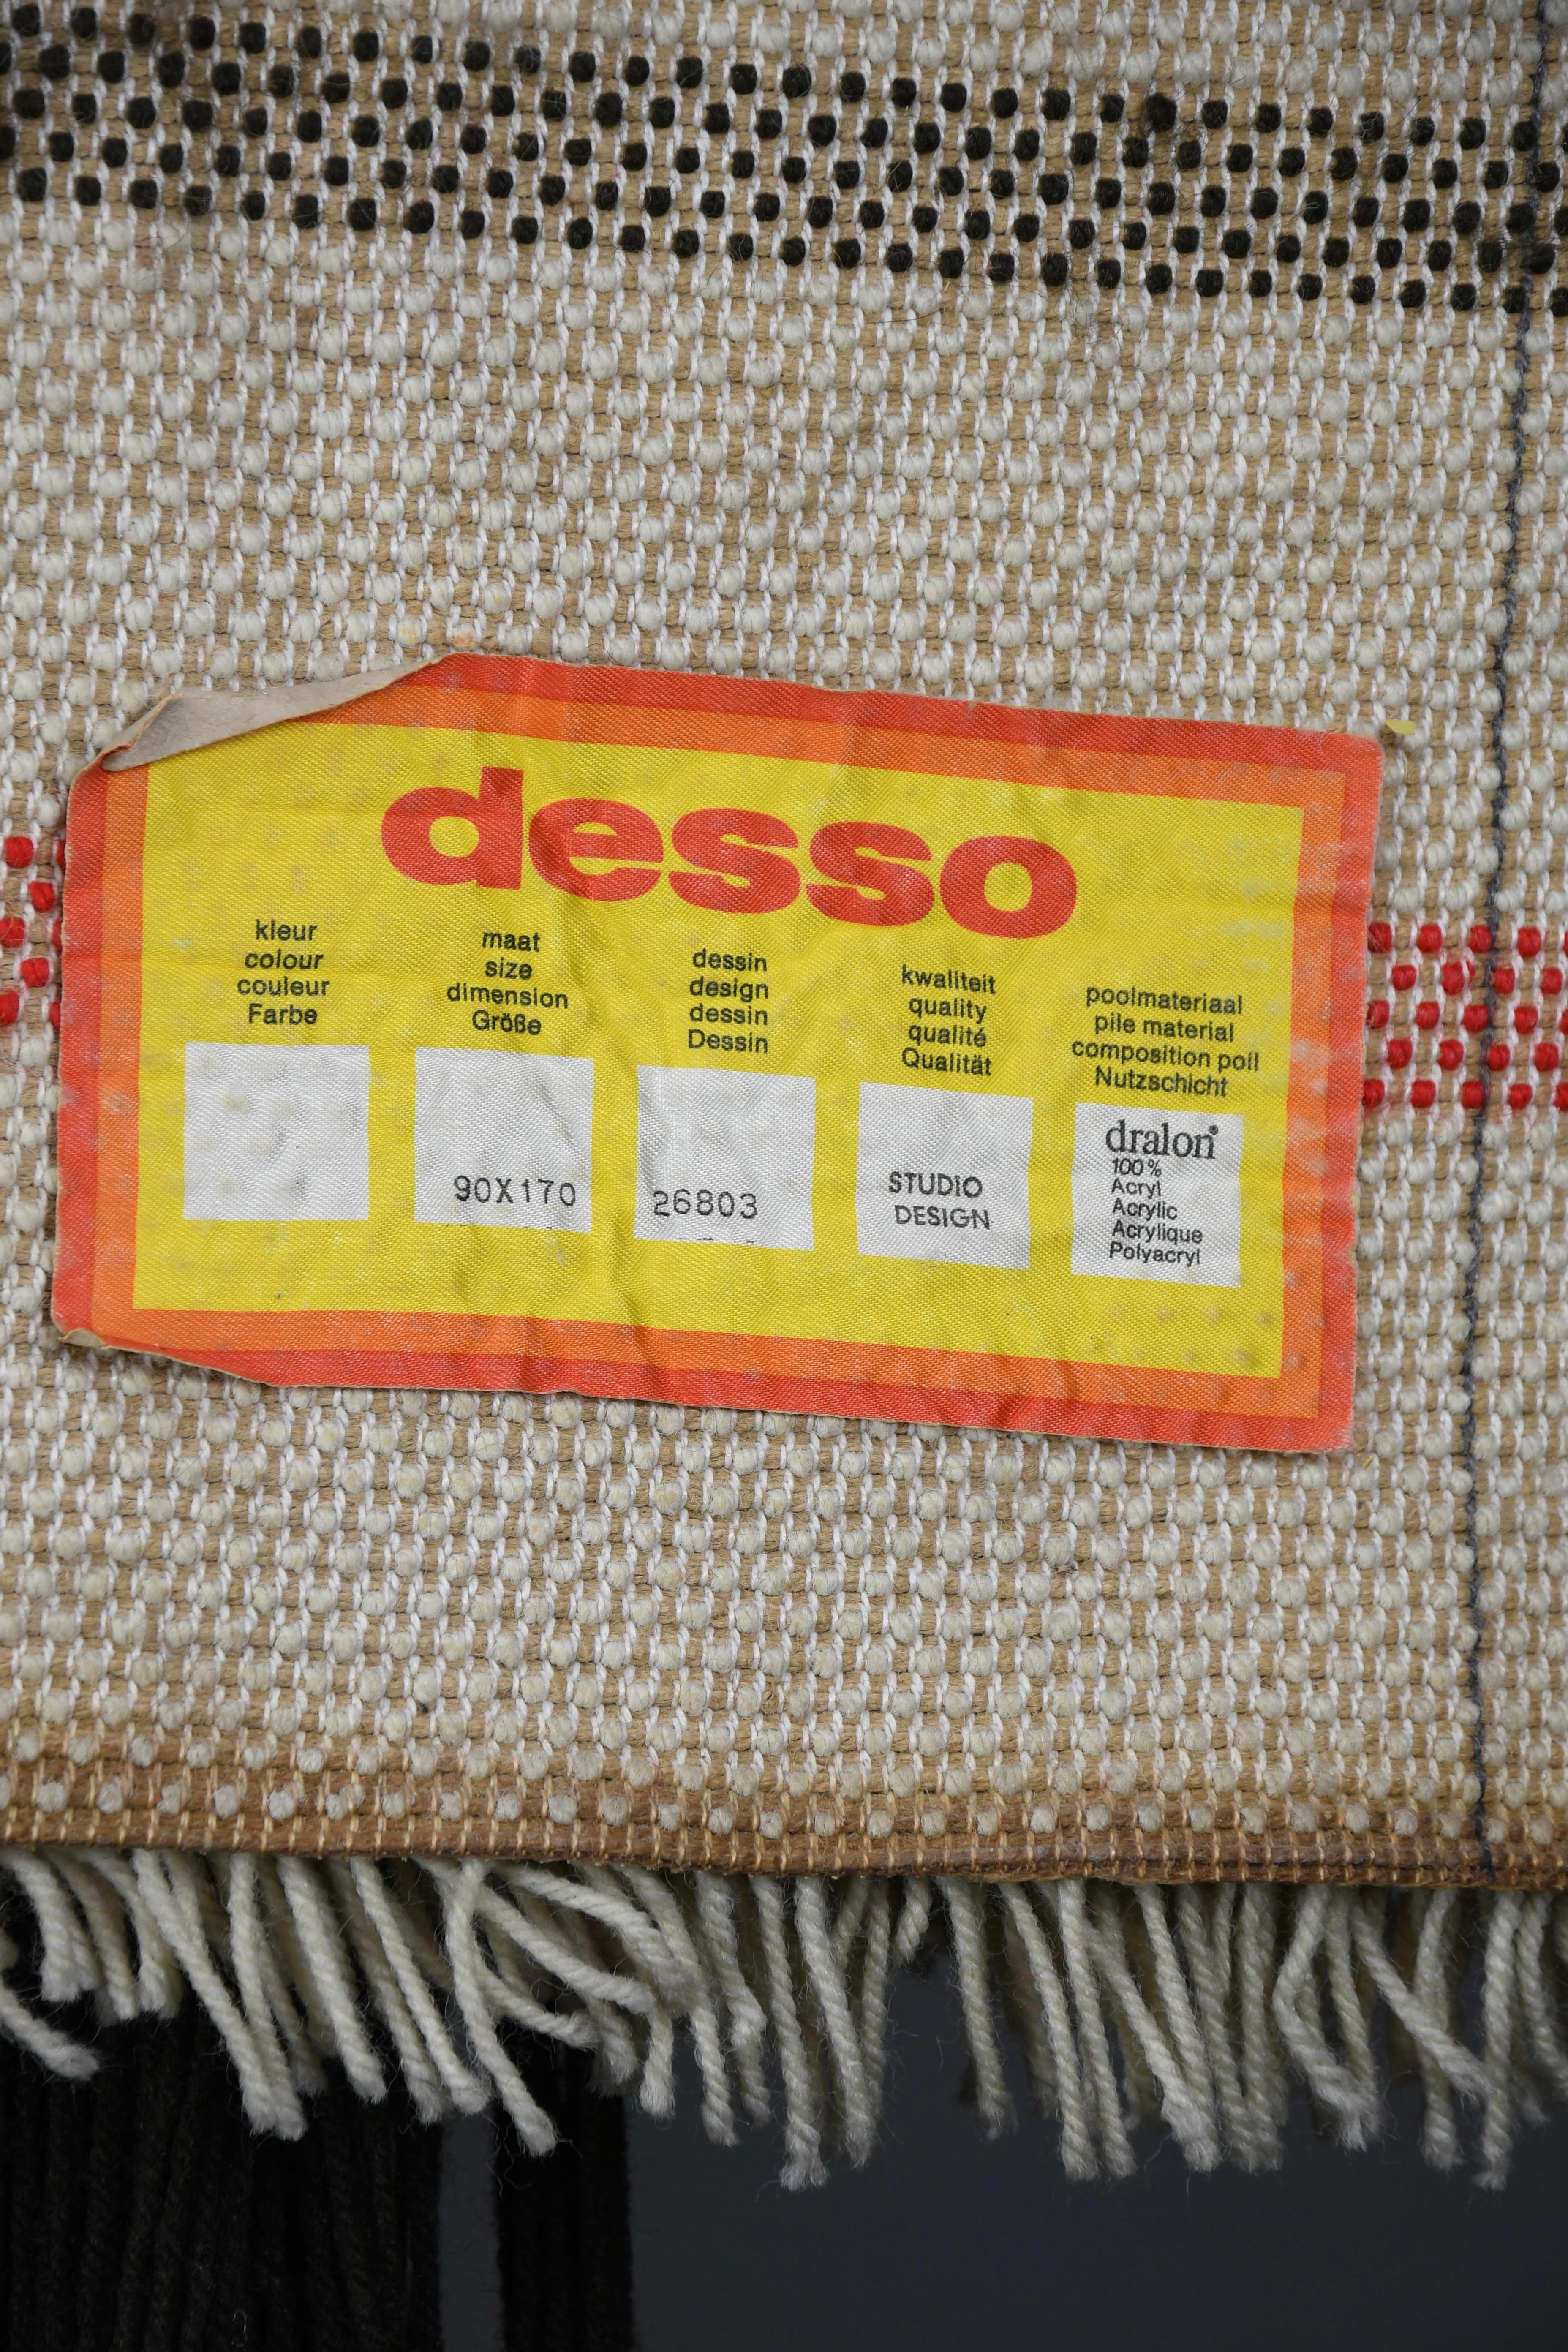 desso
kleur
colour
couleur
Farbe
maat
size
dimension
Größe
90X170
dessin
design
dessin
Dessin
26803
kwaliteit
quality
qualité
Qualität
STUDIO
DESIGN
poolmateriaal
pile material
composition poil
Nutzschicht
dralon®
100%
Acryl
Acrylic
Acrylique
Polyacryl